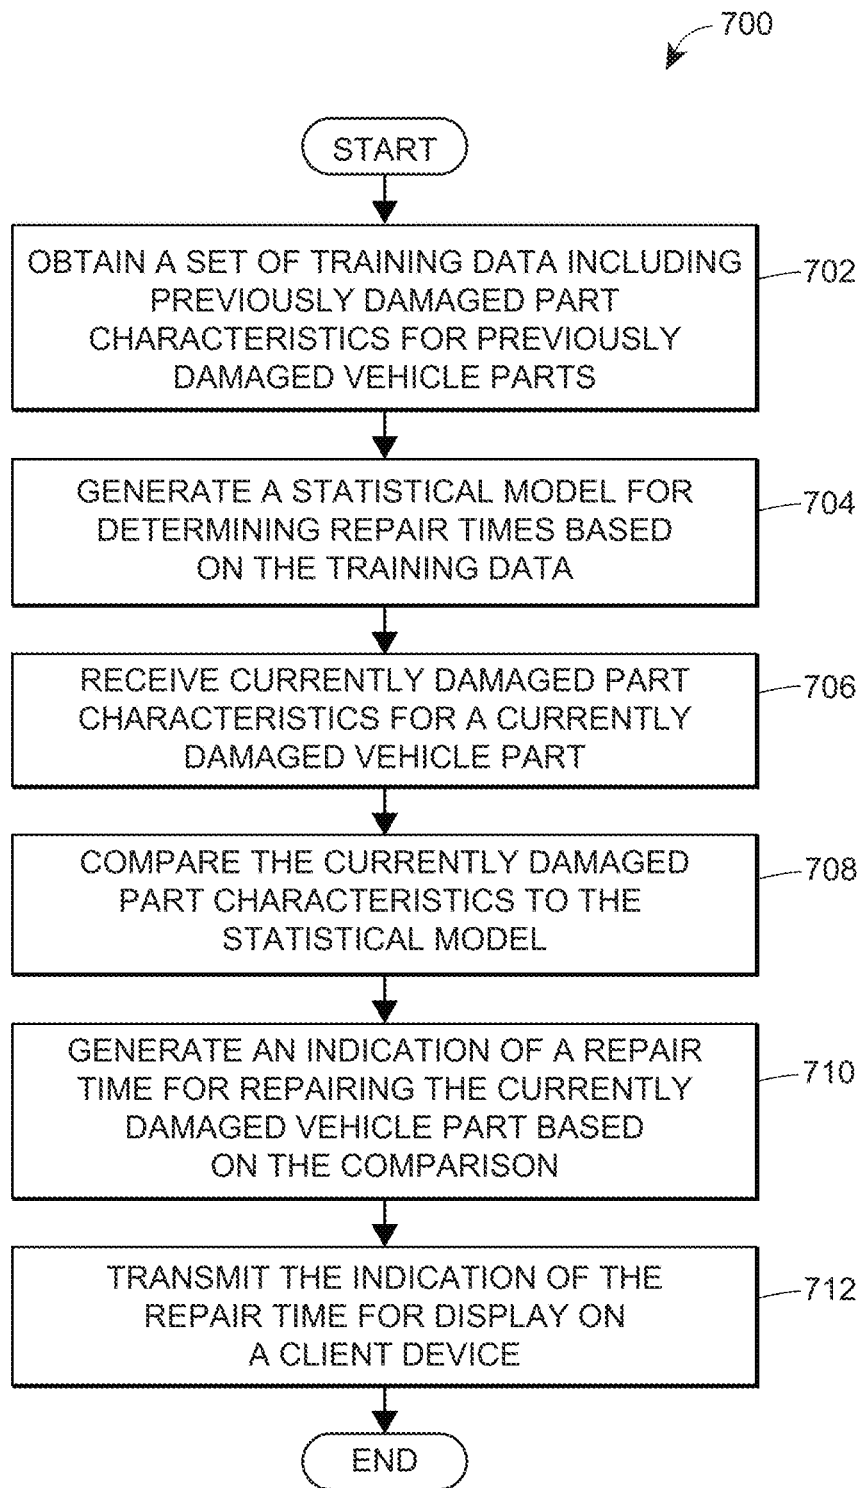 700
START
OBTAIN A SET OF TRAINING DATA INCLUDING
PREVIOUSLY DAMAGED PART
CHARACTERISTICS FOR PREVIOUSLY
DAMAGED VEHICLE PARTS
702
GENERATE A STATISTICAL MODEL FOR
DETERMINING REPAIR TIMES BASED
ON THE TRAINING DATA
704
RECEIVE CURRENTLY DAMAGED PART
CHARACTERISTICS FOR A CURRENTLY
DAMAGED VEHICLE PART
706
COMPARE THE CURRENTLY DAMAGED
PART CHARACTERISTICS TO THE
STATISTICAL MODEL
708
GENERATE AN INDICATION OF A REPAIR
TIME FOR REPAIRING THE CURRENTLY
DAMAGED VEHICLE PART BASED
ON THE COMPARISON
710
TRANSMIT THE INDICATION OF THE
REPAIR TIME FOR DISPLAY ON
A CLIENT DEVICE
712
END